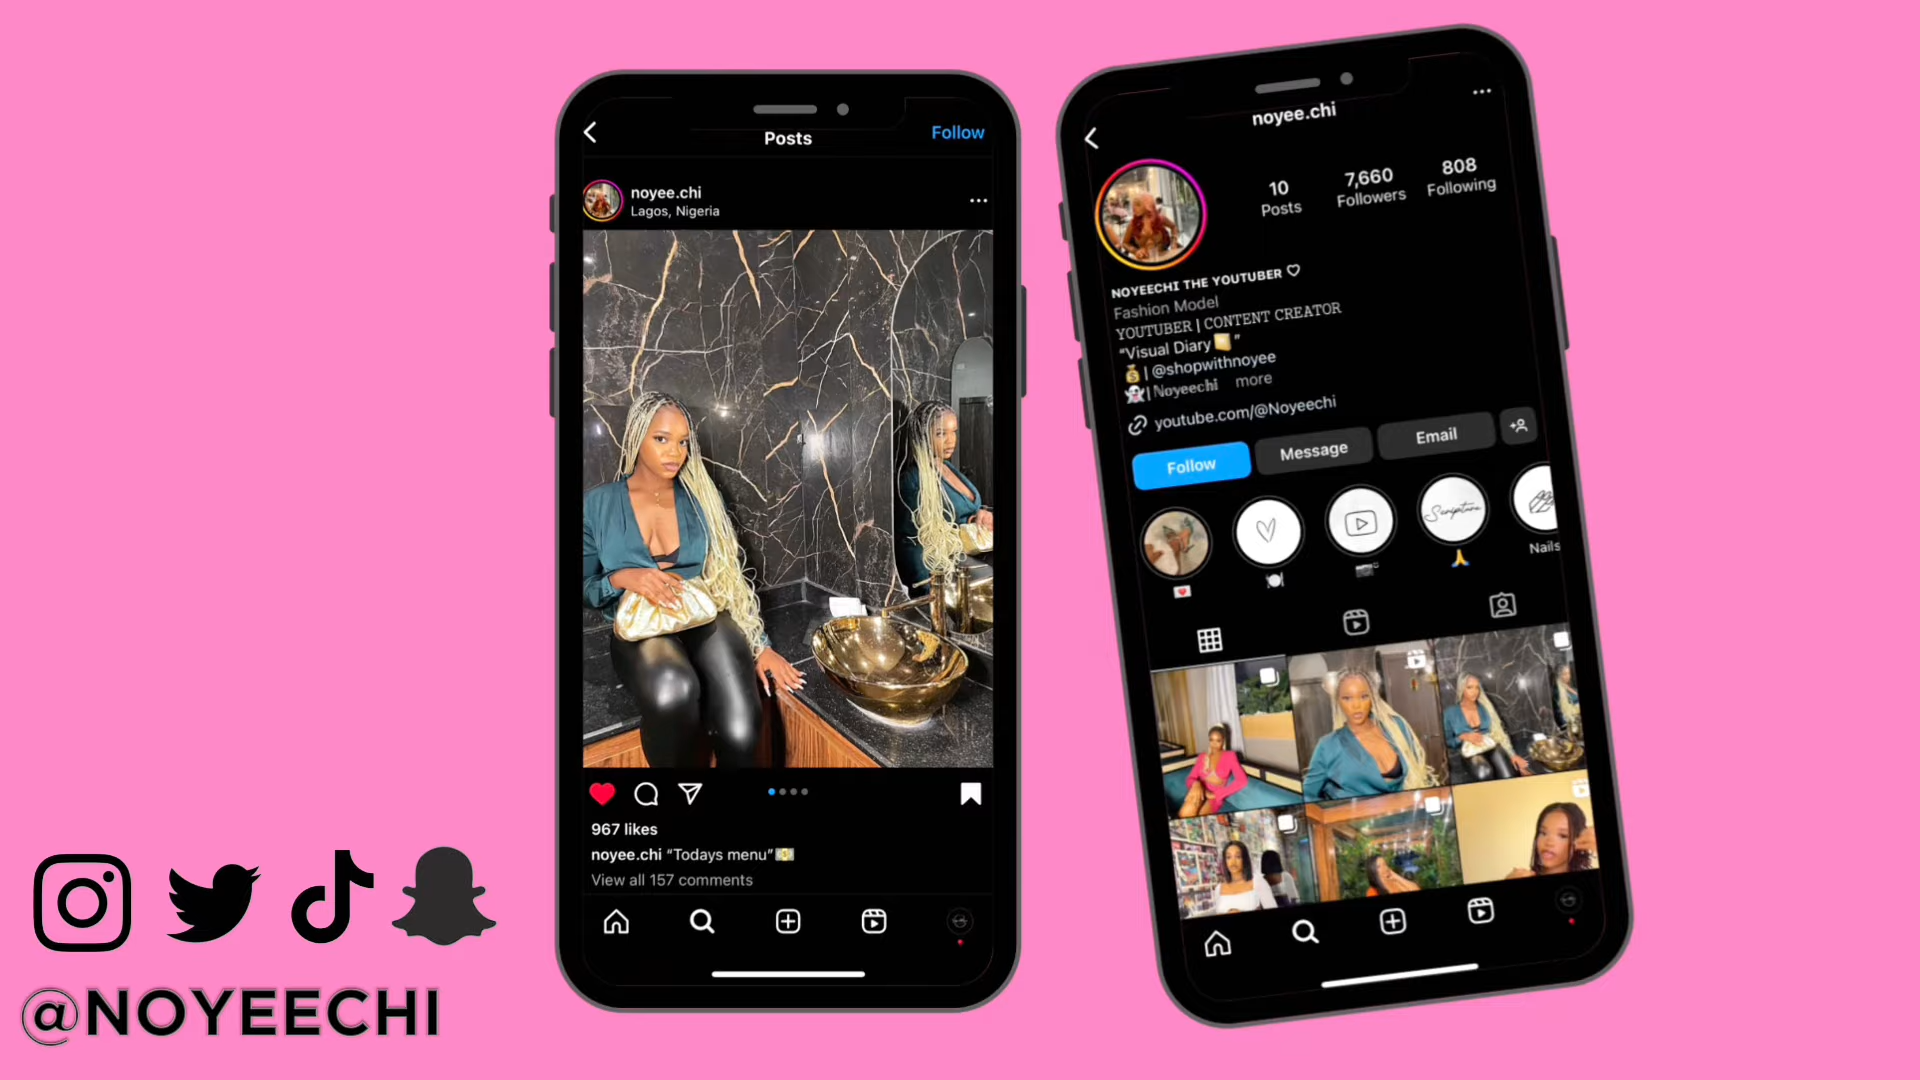 Posts
Follow
noyee.chi
Lagos, Nigeria
967 likes
noyee.chi “Todays menu”💵
View all 157 comments
noyee.chi
10
Posts
7,660
Followers
808
Following
NOYEECHI THE YOUTUBER ♡
Fashion Model
YOUTUBER | CONTENT CREATOR
“Visual Diary ”
💰| @shopwithnoyee
👻| Noyeechi more
youtube.com/@Noyeechi
Follow
Message
Email
Scripture
Nails
@NOYEECHI